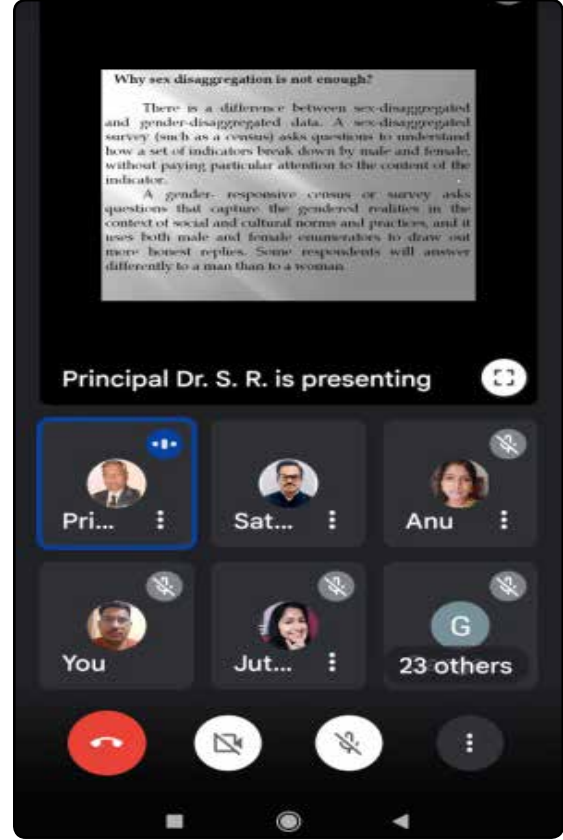 Why sex disaggregation is not enough?
There is a difference between sex-disaggregated
and gender-disaggregated data. A sex-disaggregated
survey (such as a census) asks questions to understand
how a set of indicators break down by male and female,
without paying particular attention to the content of the
indicator.
A gender- responsive census or survey asks
questions that capture the gendered realities in the
context of social and cultural norms and practices, and it
uses both male and female enumerators to draw out
more honest replies. Some respondents will answer
differently to a man than to a woman.
Principal Dr. S. R. is presenting
Pri... Sat... Anu
G
You Jut... 23 others